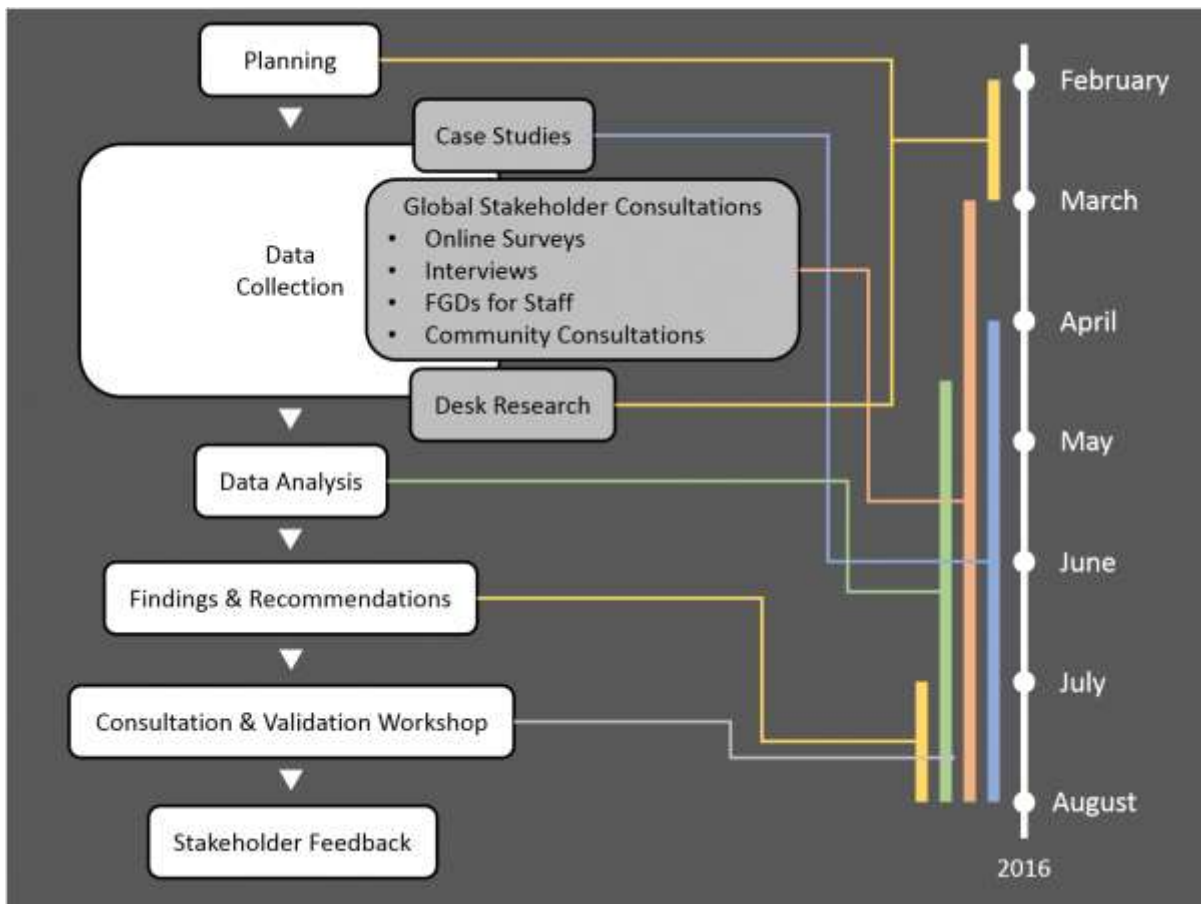 Planning
Case Studies
Data
Collection
Global Stakeholder Consultations
• Online Surveys
• Interviews
• FGDs for Staff
• Community Consultations
Desk Research
Data Analysis
Findings & Recommendations
Consultation & Validation Workshop
Stakeholder Feedback
February
March
April
May
June
July
August
2016